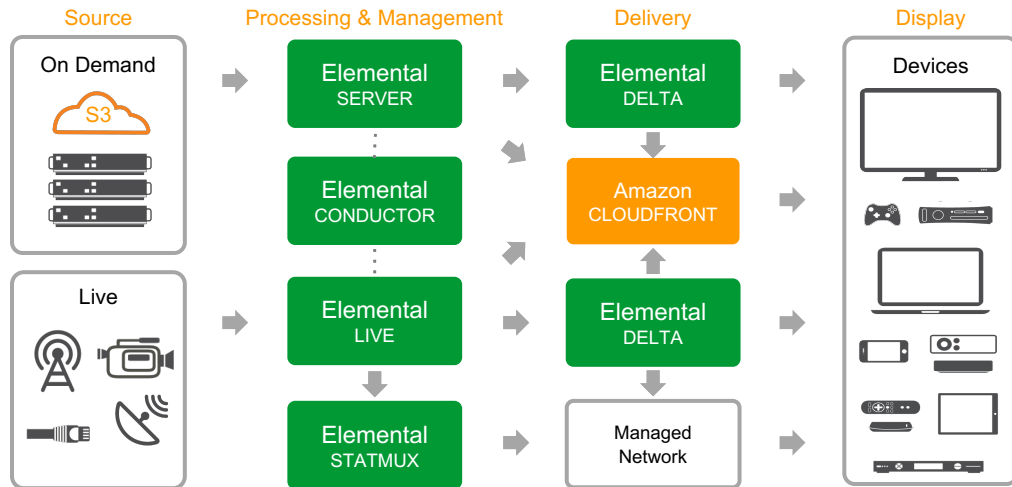 Source
Processing & Management
Delivery
Display
On Demand
S3
Live
Elemental
SERVER
Elemental
CONDUCTOR
Elemental
LIVE
Elemental
STATMUX
Elemental
DELTA
Amazon
CLOUDFRONT
Elemental
DELTA
Managed
Network
Devices